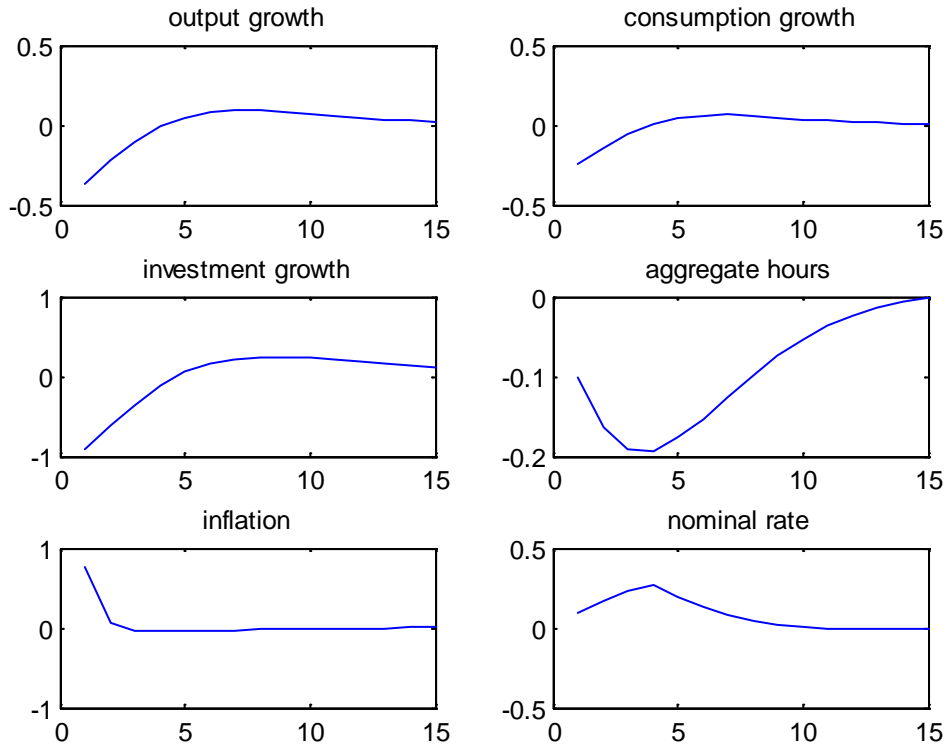 output growth
consumption growth
0.5
0
-0.5
0 5 10 15
0.5
0
-0.5
0 5 10 15
investment growth
aggregate hours
1
0
-1
0 5 10 15
0
-0.1
-0.2
0 5 10 15
inflation
nominal rate
1
0
-1
0 5 10 15
0.5
0
-0.5
0 5 10 15